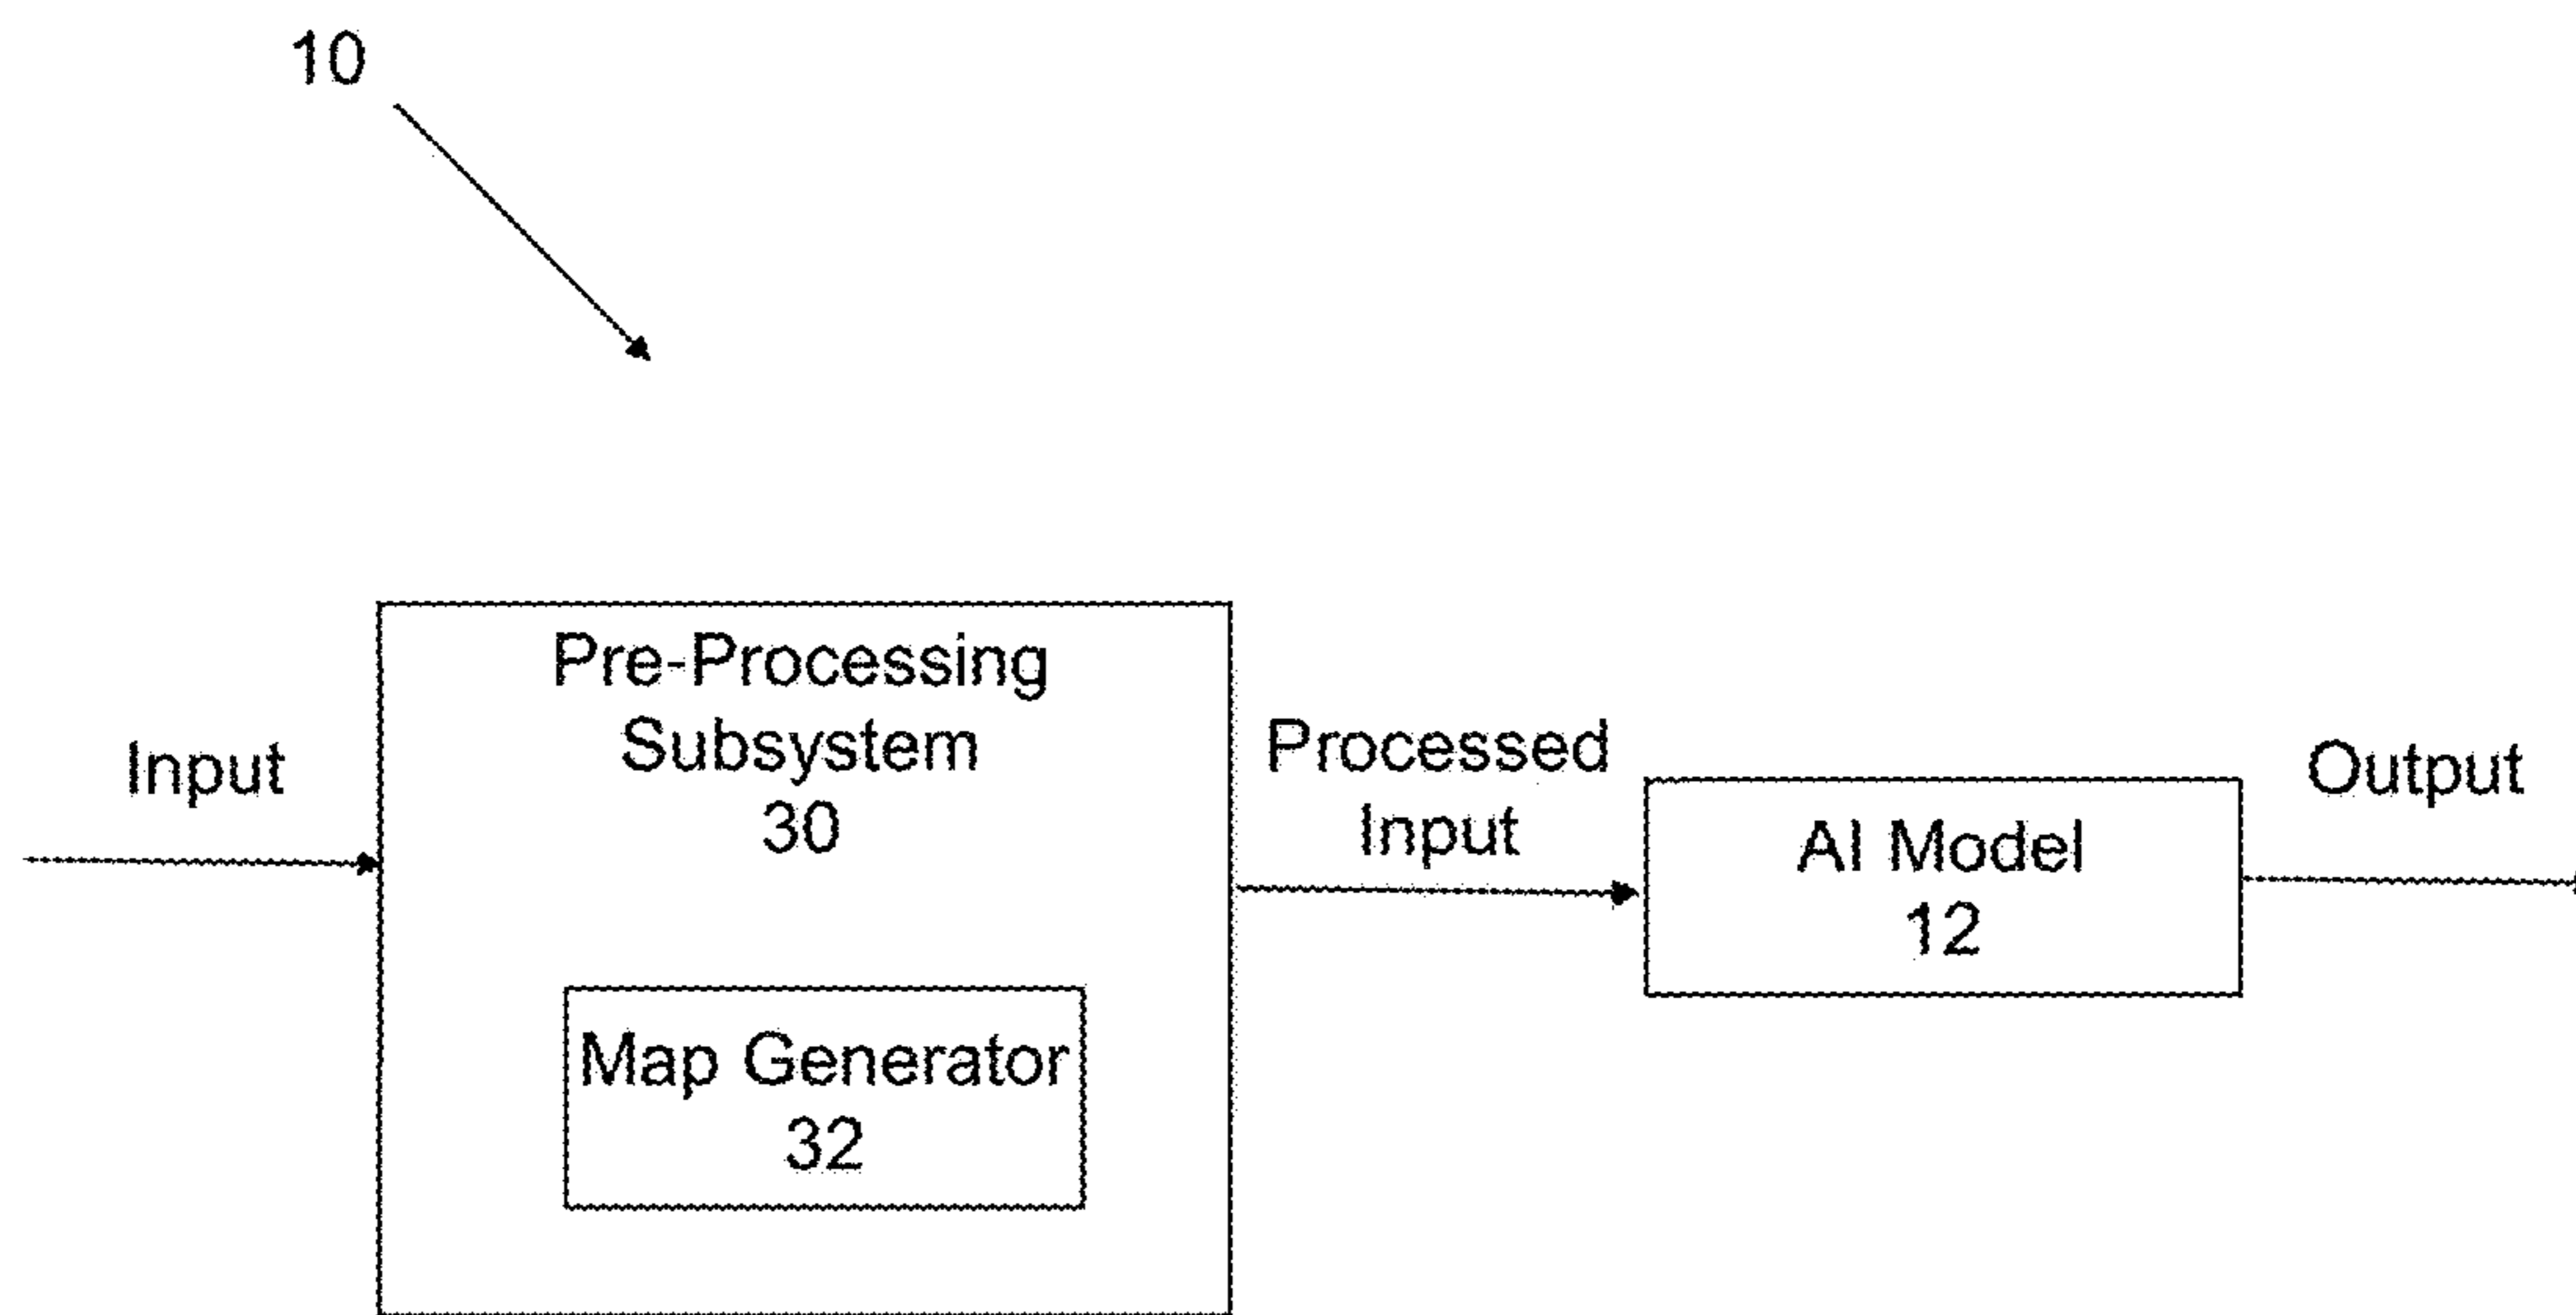 10
Input
Pre-Processing
Subsystem
30
Map Generator
32
Processed
Input
AI Model
12
Output